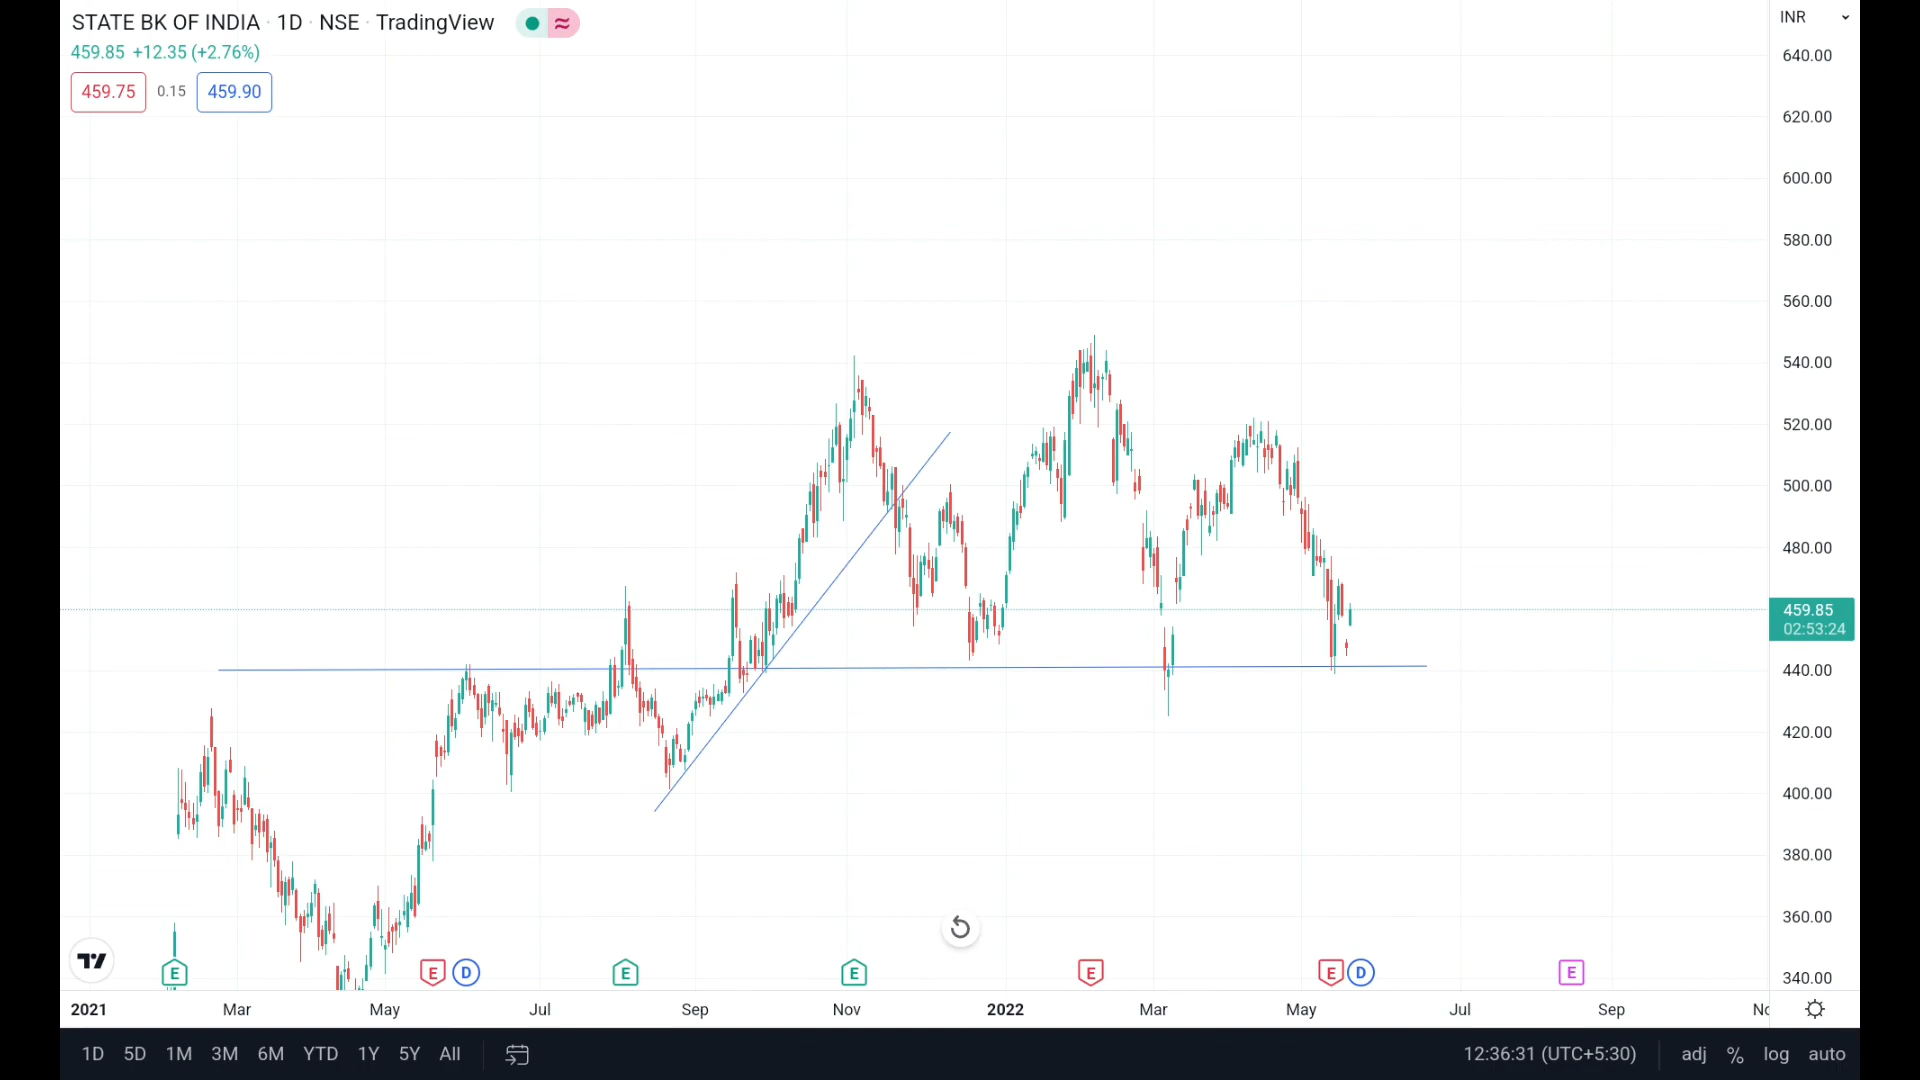 STATE BK OF INDIA · 1D · NSE · TradingView
INR
459.85 +12.35 (+2.76%)
459.75 0.15 459.90
640.00
620.00
600.00
580.00
560.00
540.00
520.00
500.00
480.00
459.85
02:53:24
440.00
420.00
400.00
380.00
360.00
340.00
E E D E E E E D E
2021 Mar May Jul Sep Nov 2022 Mar May Jul Sep
1D 5D 1M 3M 6M YTD 1Y 5Y All 12:36:31 (UTC+5:30) adj % log auto